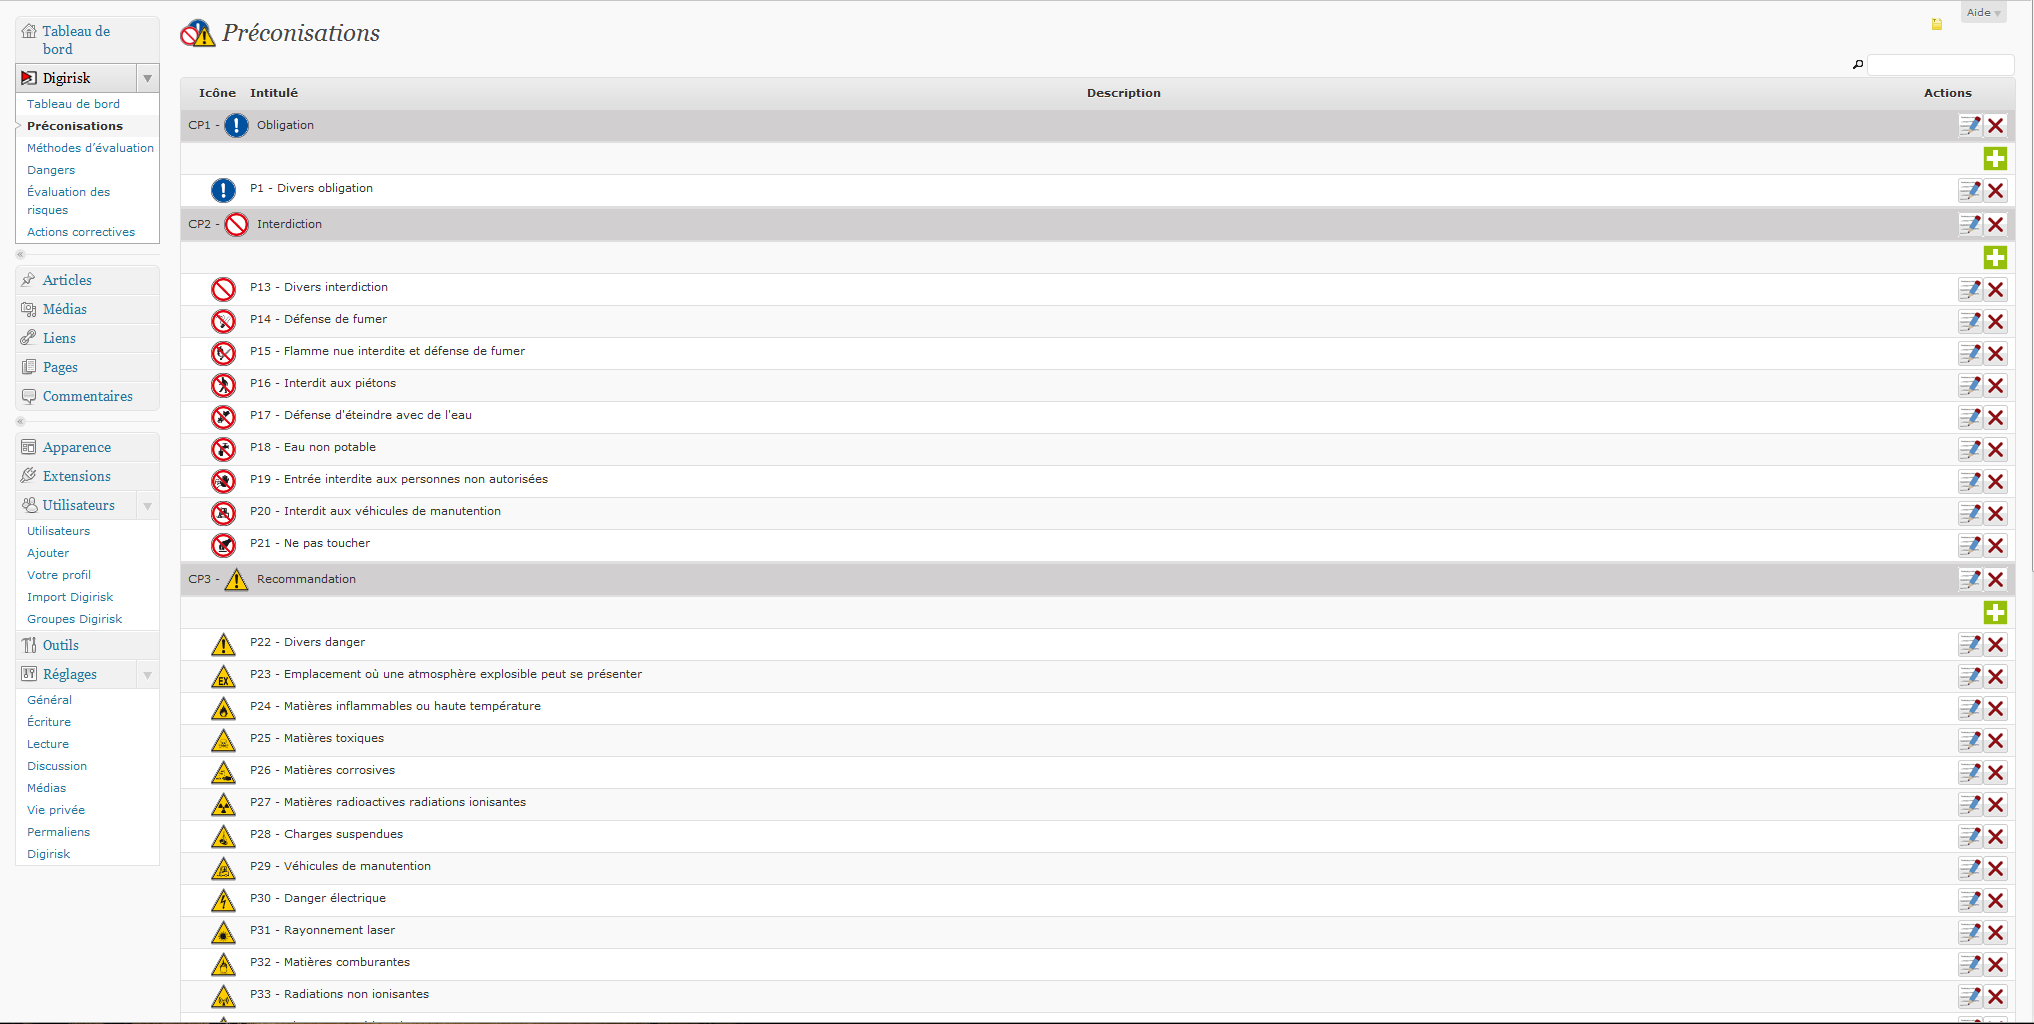 Tableau de
bord
Digirisk
Tableau de bord
Préconisations
Méthodes d’évaluation
Dangers
Évaluation des
risques
Actions correctives
Articles
Médias
Liens
Pages
Commentaires
Apparence
Extensions
Utilisateurs
Utilisateurs
Ajouter
Votre profil
Import Digirisk
Groupes Digirisk
Outils
Réglages
Général
Écriture
Lecture
Discussion
Médias
Vie privée
Permaliens
Digirisk
Aide
Préconisations
Icône Intitulé Description Actions
CP1 - Obligation
P1 - Divers obligation
CP2 - Interdiction
P13 - Divers interdiction
P14 - Défense de fumer
P15 - Flamme nue interdite et défense de fumer
P16 - Interdit aux piétons
P17 - Défense d'éteindre avec de l'eau
P18 - Eau non potable
P19 - Entrée interdite aux personnes non autorisées
P20 - Interdit aux véhicules de manutention
P21 - Ne pas toucher
CP3 - Recommandation
P22 - Divers danger
EX P23 - Emplacement où une atmosphère explosible peut se présenter
P24 - Matières inflammables ou haute température
P25 - Matières toxiques
P26 - Matières corrosives
P27 - Matières radioactives radiations ionisantes
P28 - Charges suspendues
P29 - Véhicules de manutention
P30 - Danger électrique
P31 - Rayonnement laser
P32 - Matières comburantes
P33 - Radiations non ionisantes